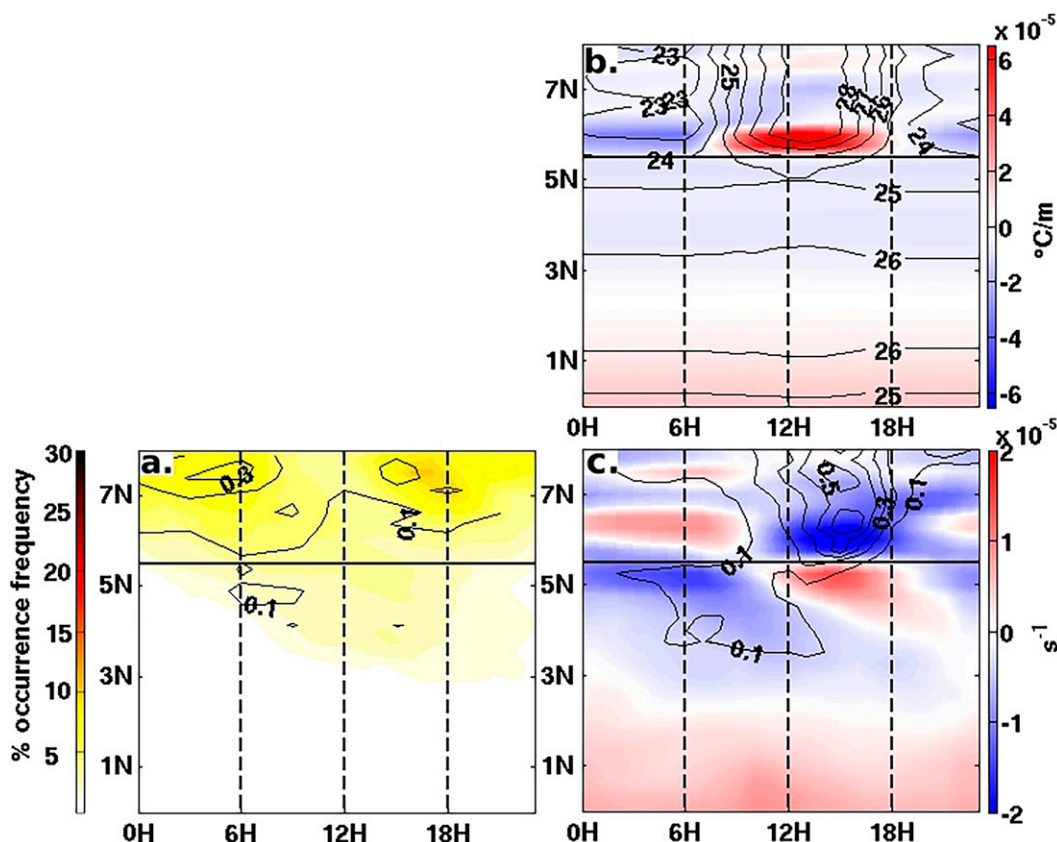 b.
x 10⁻⁵
7N
5N
3N
1N
23
23
23
24
25
28
24
25
25
26
26
25
6
4
2
0
-2
-4
-6
°C/m
0H
6H
12H
18H
% occurrence frequency
30
25
20
15
10
5
a.
7N
5N
3N
1N
0.3
0.1
0.1
0H
6H
12H
18H
c.
x 10⁻⁵
7N
5N
3N
1N
0.5
0.3
0.1
0.1
0.1
2
1
0
-1
-2
s⁻¹
0H
6H
12H
18H